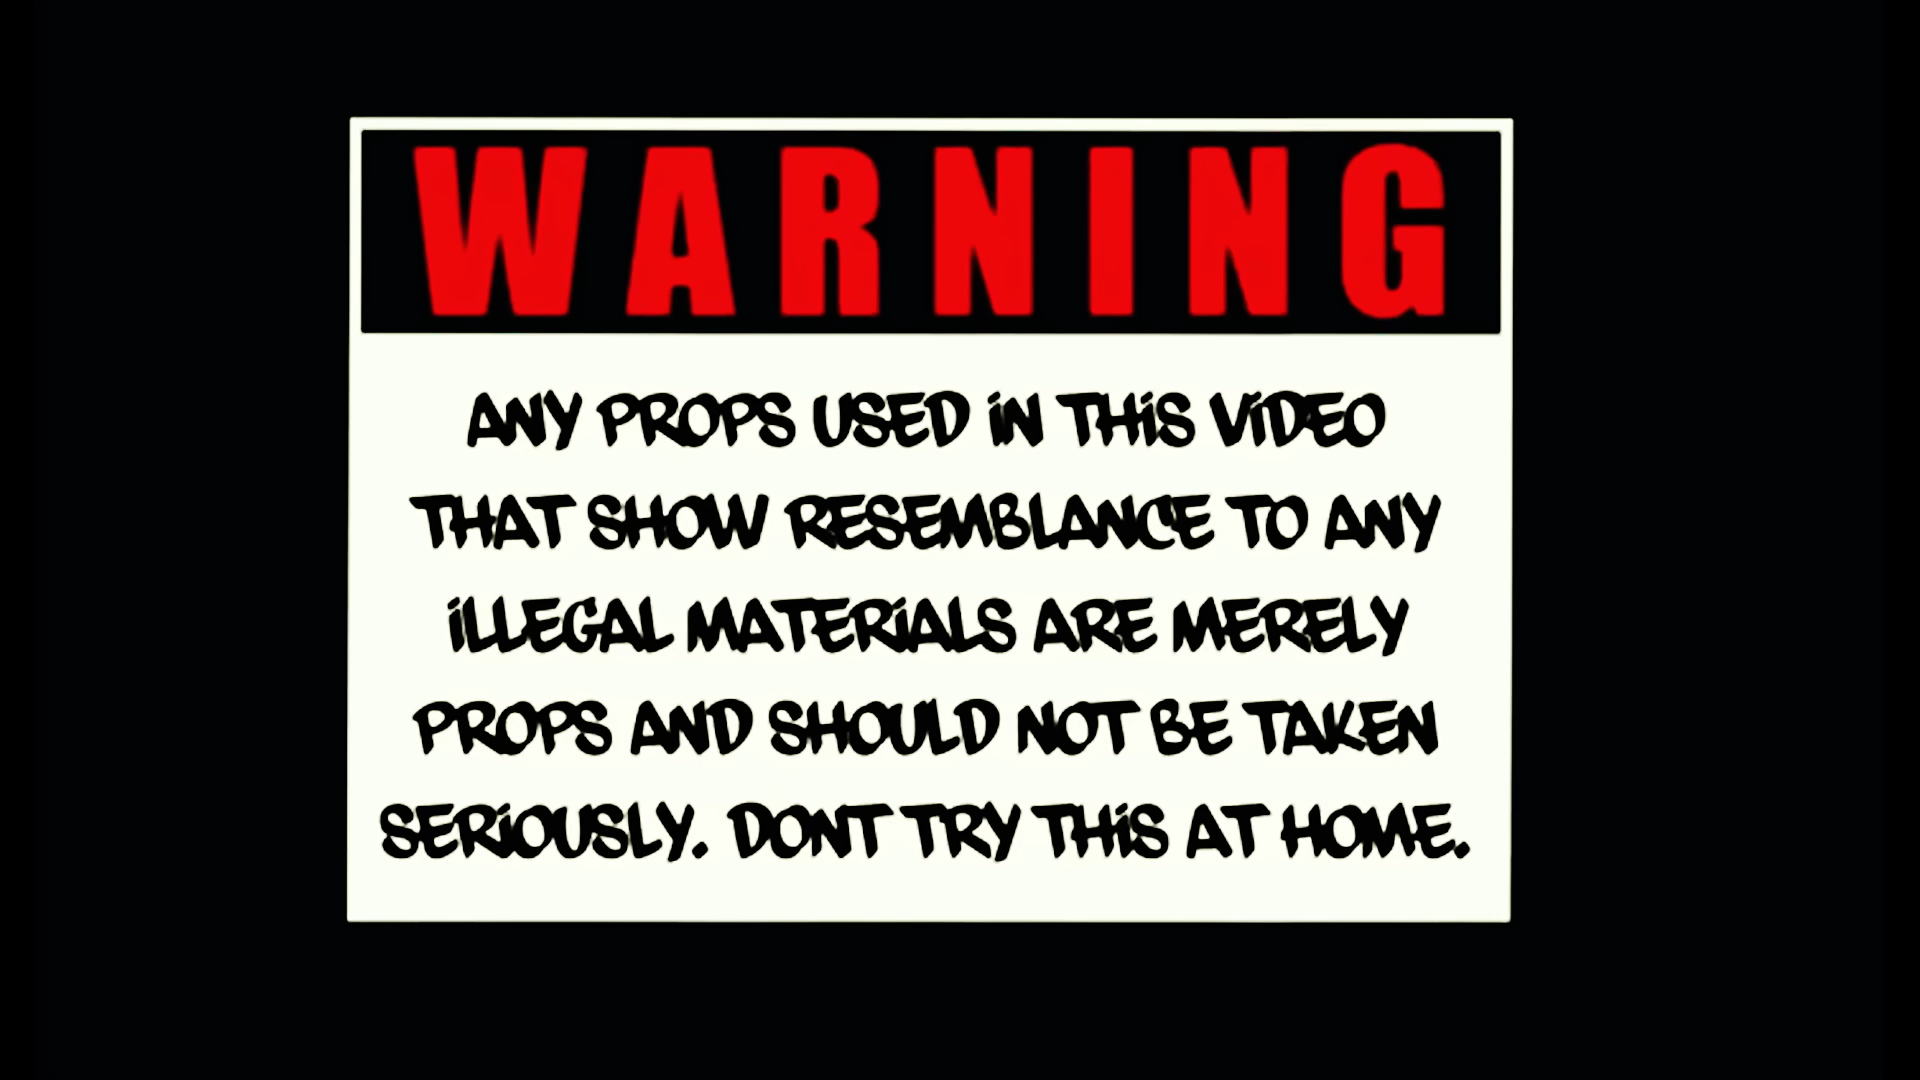 WARNING
ANY PROPS USED iN THiS ViDEO
THAT SHOW RESEMBLANCE TO ANY
iLLEGAL MATERiALS ARE MERELY
PROPS AND SHOULD NOT BE TAKEN
SERiOUSLY. DONT TRY THiS AT HOME.